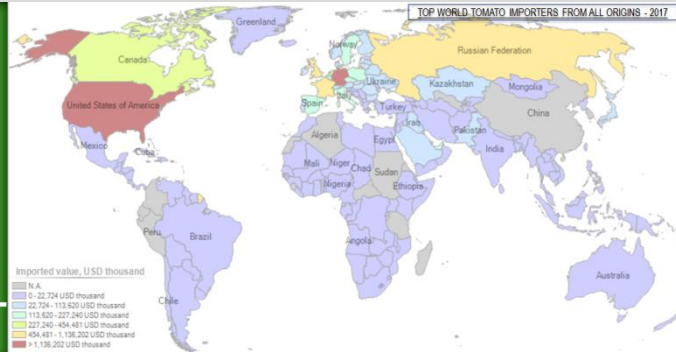 TOP WORLD TOMATO IMPORTERS FROM ALL ORIGINS - 2017
Greenland
Norway
Russian Federation
Canada
Ukraine
Kazakhstan
Mongolia
United States of America
Spain
Italy
Turkey
China
Iraq
Pakistan
Mexico
Cuba
Algeria
Egypt
India
Mali
Niger
Chad
Sudan
Nigeria
Ethiopia
Peru
Brazil
Angola
Australia
Chile
Imported value, USD thousand
N.A.
0 - 22,724 USD thousand
22,724 - 113,620 USD thousand
113,620 - 227,240 USD thousand
227,240 - 454,481 USD thousand
454,481 - 1,136,202 USD thousand
> 1,136,202 USD thousand